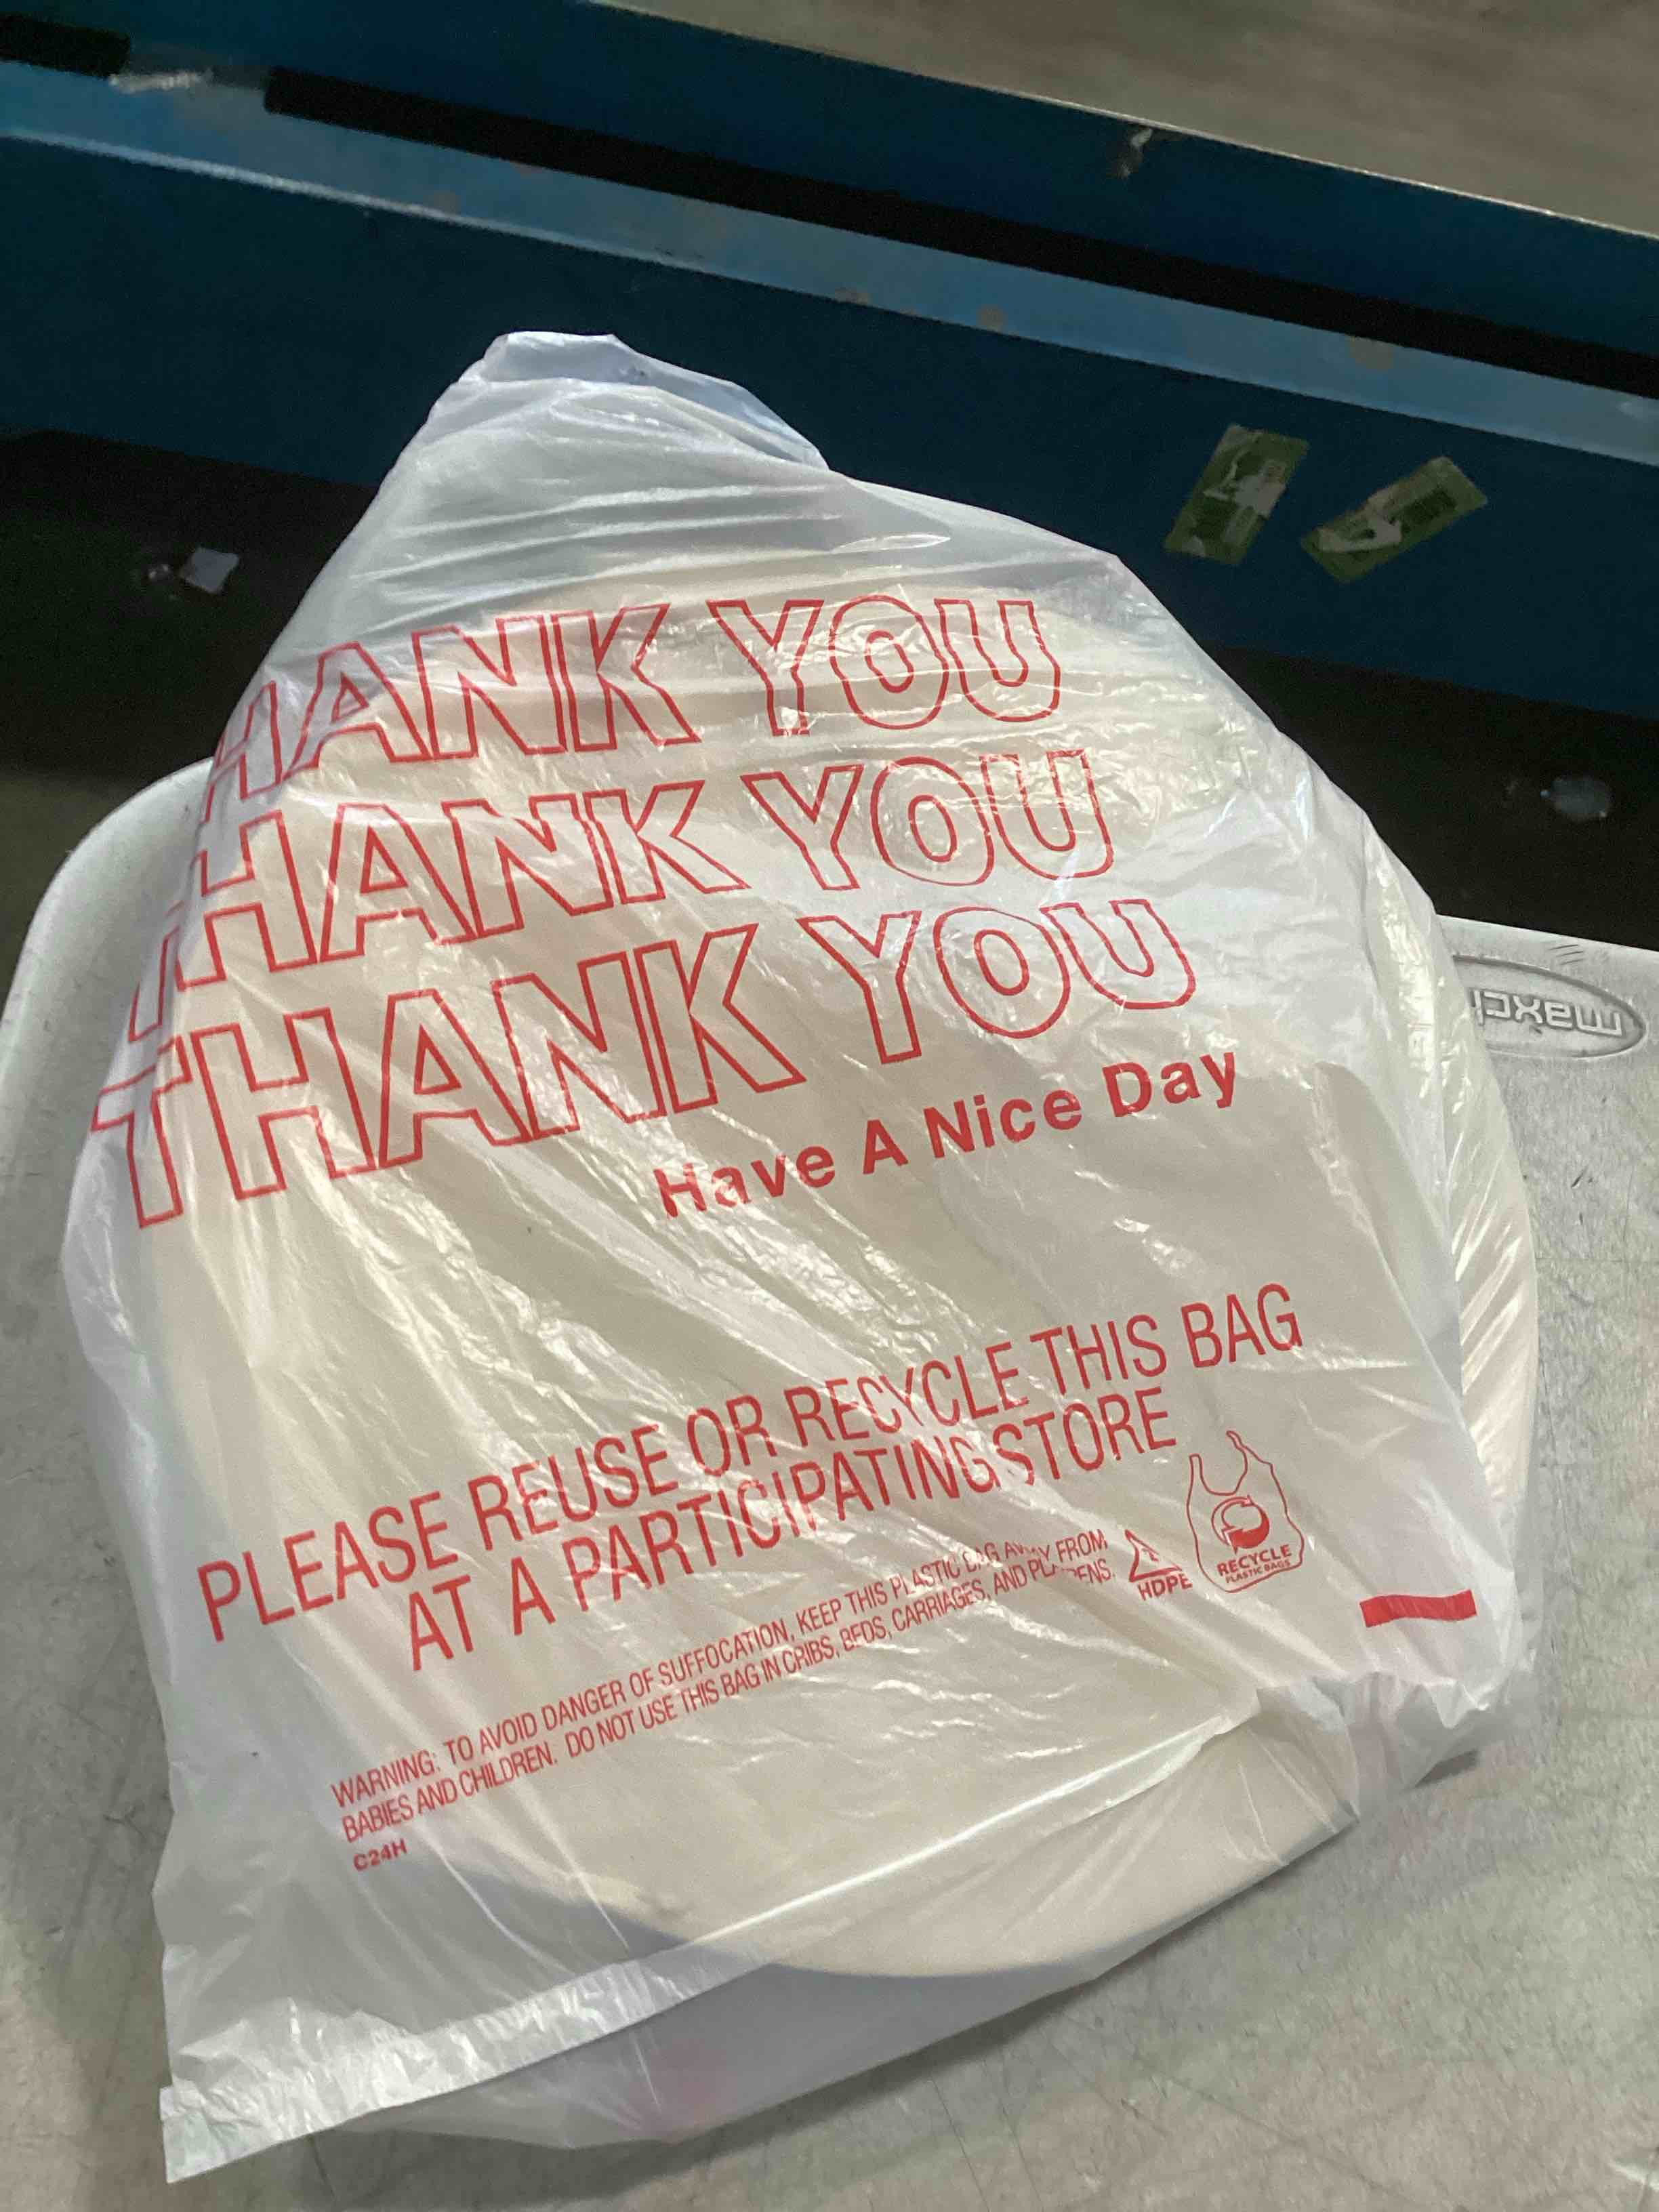 THANK YOU
THANK YOU
THANK YOU
Have A Nice Day
PLEASE REUSE OR RECYCLE THIS BAG
AT A PARTICIPATING STORE
WARNING: TO AVOID DANGER OF SUFFOCATION, KEEP THIS PLASTIC BAG AWAY FROM
BABIES AND CHILDREN. DO NOT USE THIS BAG IN CRIBS, BEDS, CARRIAGES, AND PLAYPENS.
C24H
HDPE
RECYCLE
PLASTIC BAGS